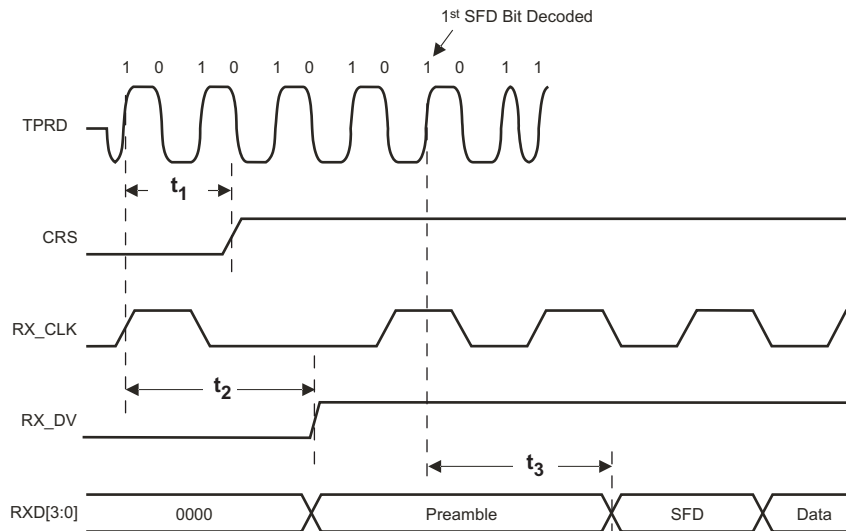 1st SFD Bit Decoded
1 0 1 0 1 0 1 0 1 0 1 1
TPRD
t1
CRS
RX_CLK
t2
RX_DV
t3
RXD[3:0] 0000 Preamble SFD Data